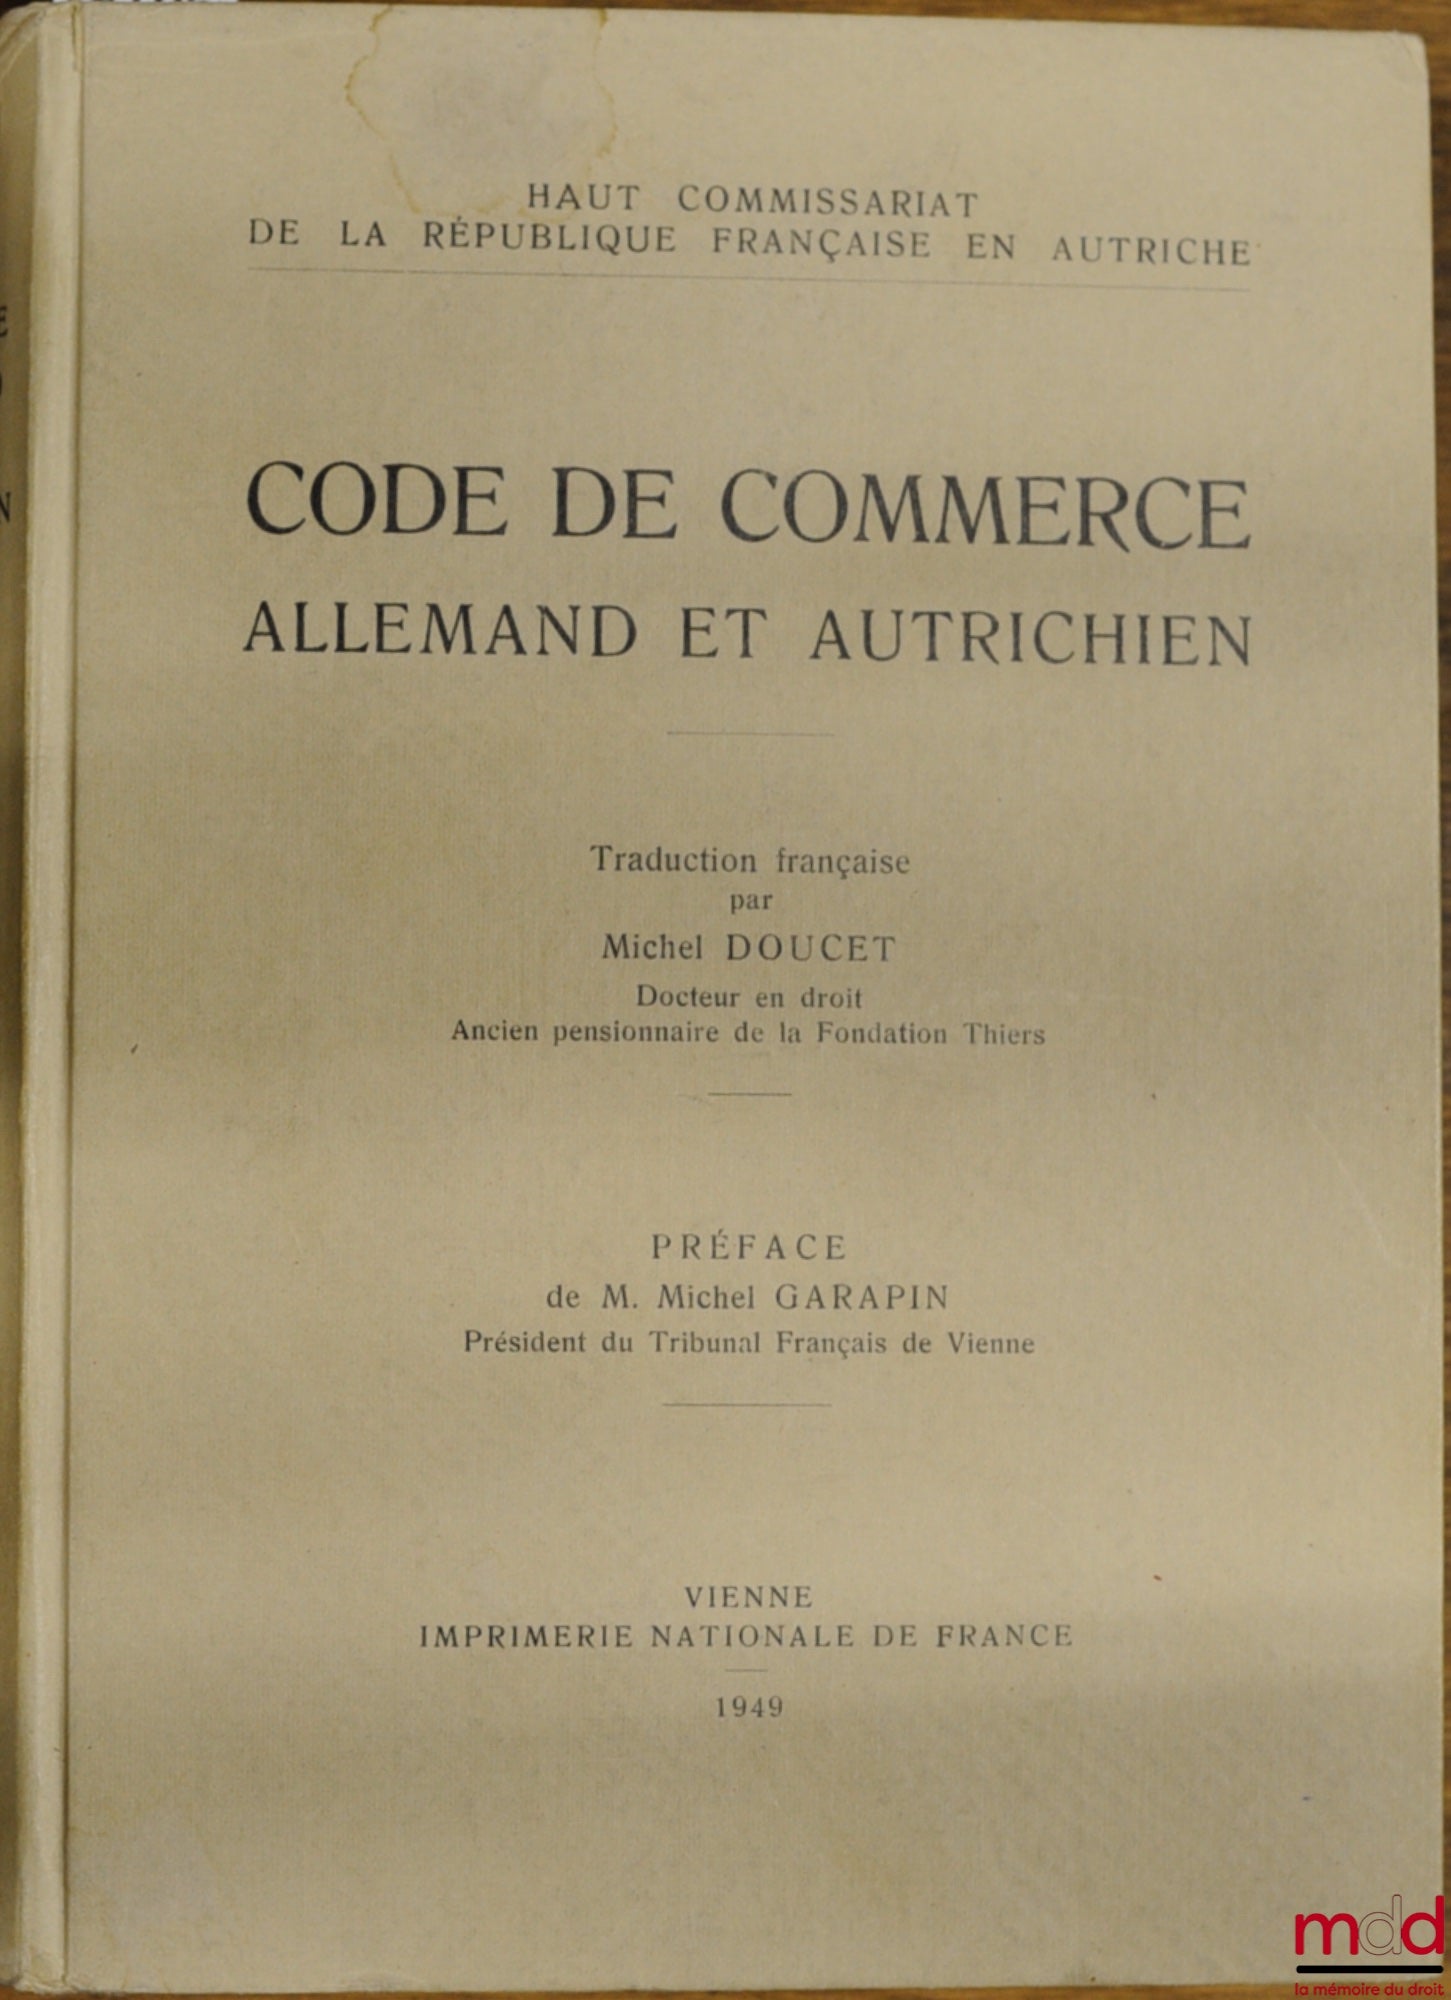 HAUT COMMISSARIAT
DE LA RÉPUBLIQUE FRANÇAISE EN AUTRICHE
CODE DE COMMERCE
ALLEMAND ET AUTRICHIEN
Traduction française
par
Michel DOUCET
Docteur en droit
Ancien pensionnaire de la Fondation Thiers
PRÉFACE
de M. Michel GARAPIN
Président du Tribunal Français de Vienne
VIENNE
IMPRIMERIE NATIONALE DE FRANCE
1949
mdd
la mémoire du droit